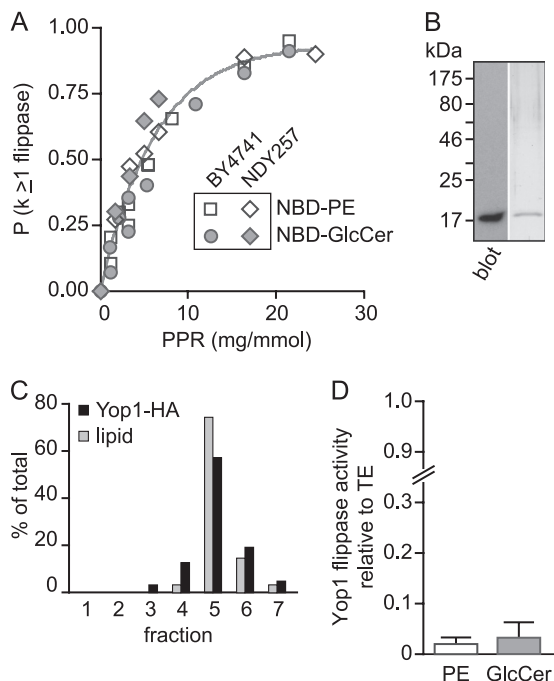 A
1.00
0.75
0.50
0.25
0.00
P (k ≥1 flippase)
0
10
20
30
PPR (mg/mmol)
BY4741
NDY257
NBD-PE
NBD-GlcCer
B
kDa
175
80
46
25
17
blot
C
80
60
40
20
0
% of total
Yop1-HA
lipid
1 2 3 4 5 6 7
fraction
D
1.0
0.9
0.3
0.2
0.1
0
Yop1 flippase activity
relative to TE
PE GlcCer